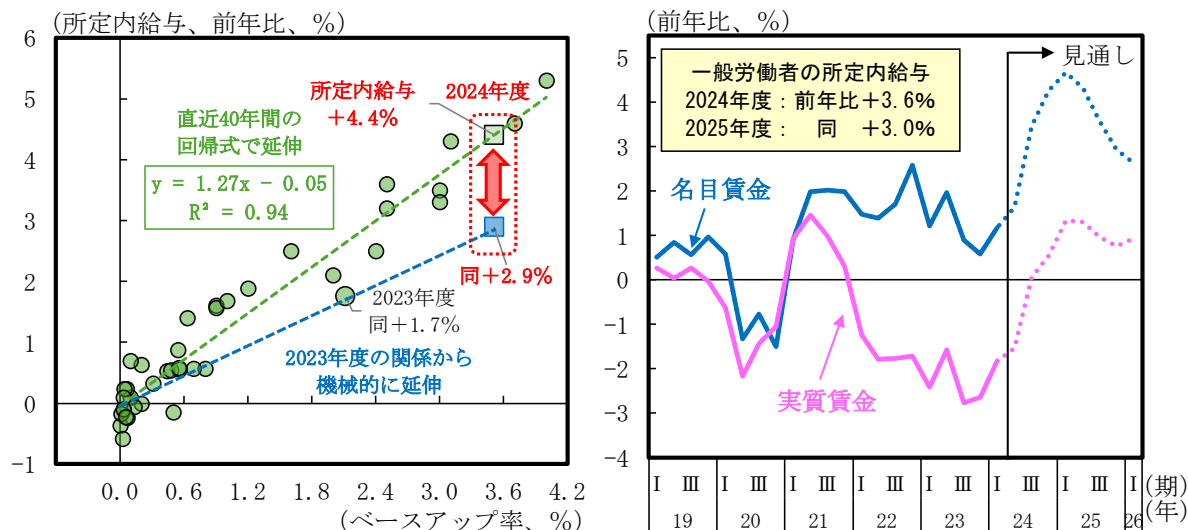 (所定内給与、前年比、%)
6
5
4
3
2
1
0
−1
直近40年間の
回帰式で延伸
y = 1.27x − 0.05
R² = 0.94
所定内給与
+4.4%
2024年度
同+2.9%
2023年度
同+1.7%
2023年度の関係から
機械的に延伸
0.0 0.6 1.2 1.8 2.4 3.0 3.6 4.2
(ベースアップ率、%)
(前年比、%)
5
4
3
2
1
0
−1
−2
−3
−4
一般労働者の所定内給与
2024年度：前年比+3.6%
2025年度： 同 +3.0%
見通し
名目賃金
実質賃金
Ⅰ Ⅲ Ⅰ Ⅲ Ⅰ Ⅲ Ⅰ Ⅲ Ⅰ Ⅲ Ⅰ Ⅲ Ⅰ Ⅲ Ⅰ (期)
19 20 21 22 23 24 25 26 (年)